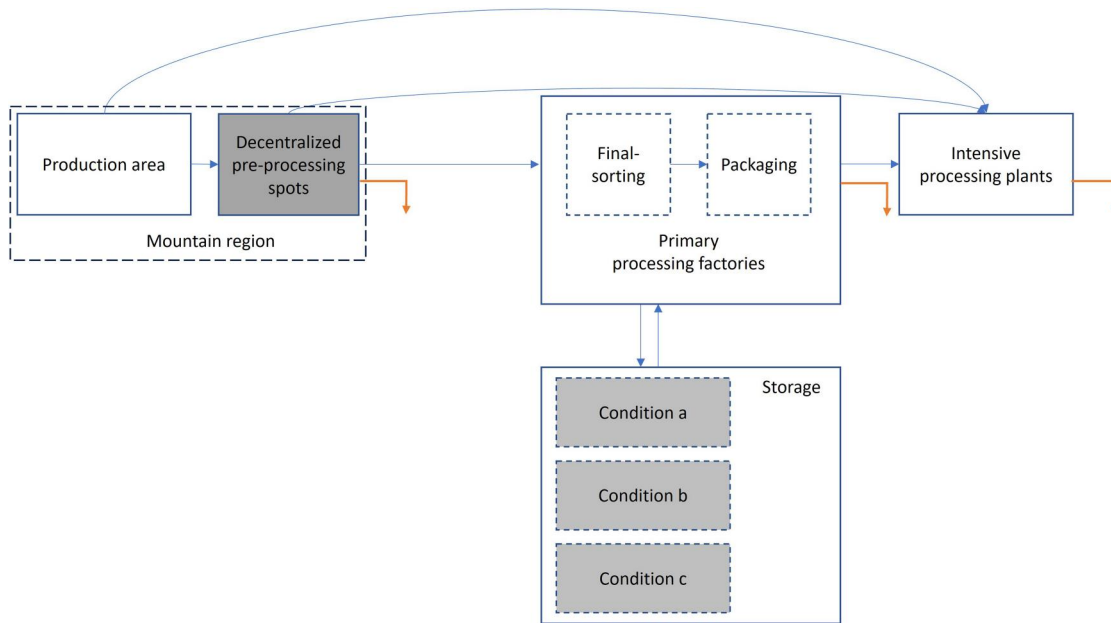 Production area
Decentralized
pre-processing
spots
Mountain region
Final-
sorting
Packaging
Primary
processing factories
Intensive
processing plants
Storage
Condition a
Condition b
Condition c